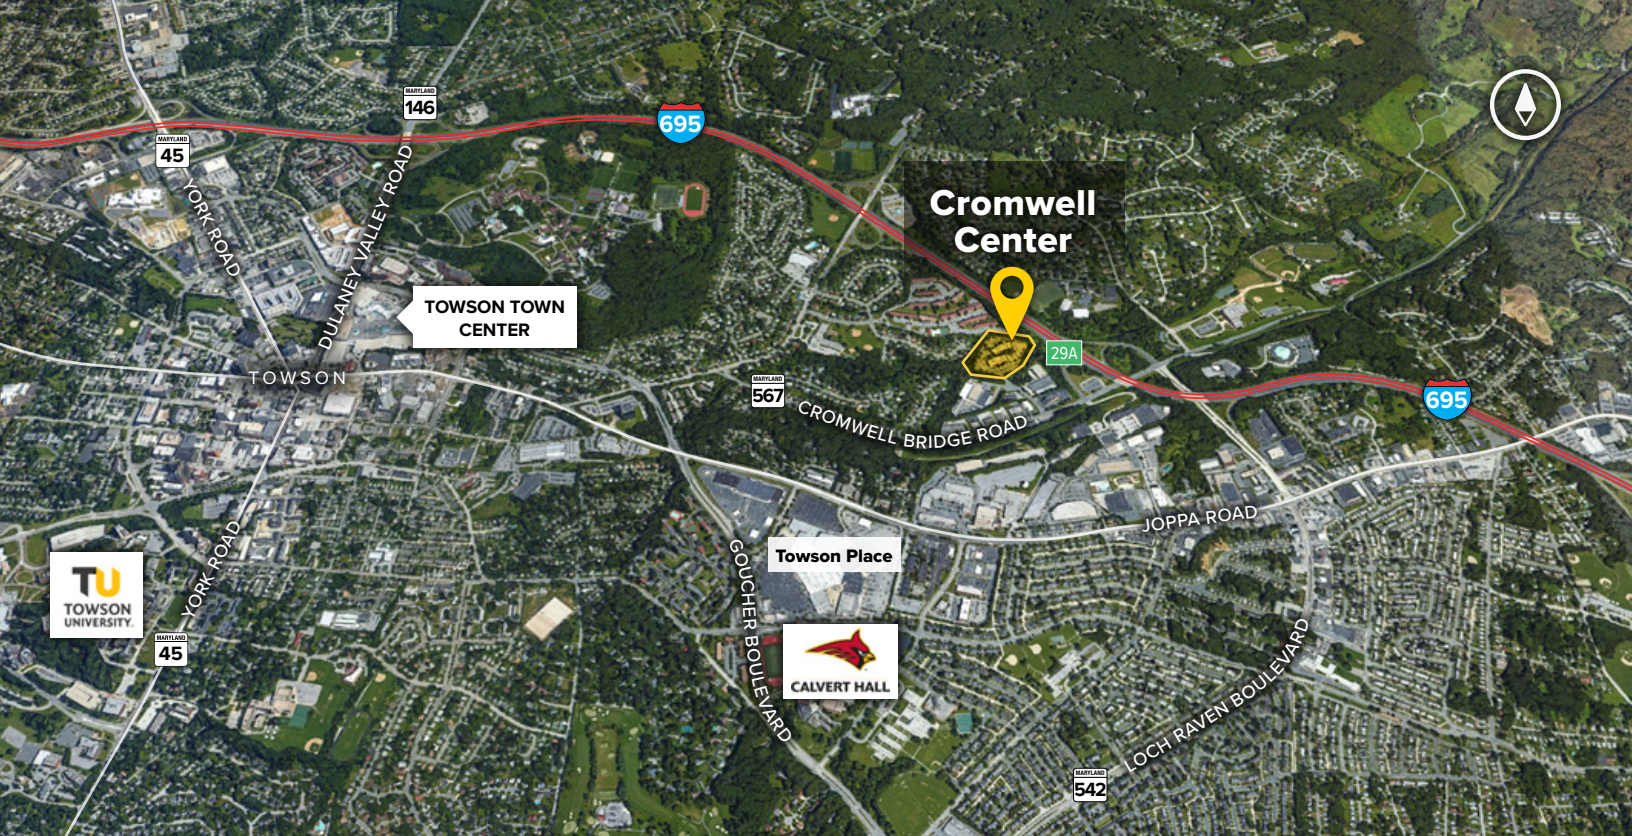 MARYLAND
146
695
MARYLAND
45
YORK ROAD
DULANEY VALLEY ROAD
Cromwell
Center
TOWSON TOWN
CENTER
29A
TOWSON
MARYLAND
567
CROMWELL BRIDGE ROAD
695
JOPPA ROAD
YORK ROAD
Towson Place
GOUCHER BOULEVARD
TU
TOWSON
UNIVERSITY.
MARYLAND
45
CALVERT HALL
LOCH RAVEN BOULEVARD
MARYLAND
542